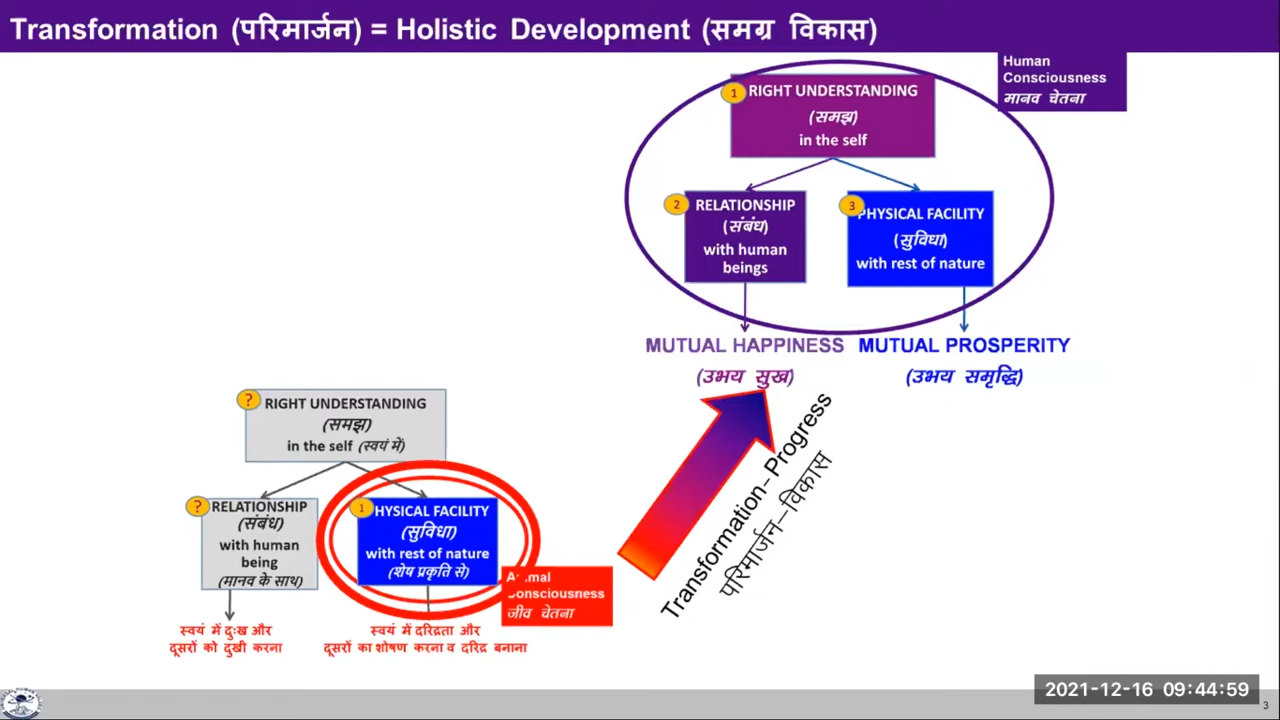 Transformation (परिमार्जन) = Holistic Development (समग्र विकास)
Human
Consciousness
मानव चेतना
1
RIGHT UNDERSTANDING
(समझ)
in the self
2
RELATIONSHIP
(संबंध)
with human
beings
3
PHYSICAL FACILITY
(सुविधा)
with rest of nature
MUTUAL HAPPINESS
(उभय सुख)
MUTUAL PROSPERITY
(उभय समृद्धि)
?
RIGHT UNDERSTANDING
(समझ)
in the self (स्वयं में)
?
RELATIONSHIP
(संबंध)
with human
being
(मानव के साथ)
1
HYSICAL FACILITY
(सुविधा)
with rest of nature
(शेष प्रकृति से)
Consciousness
जीव चेतना
स्वयं में दुःख और
दूसरों को दुखी करना
स्वयं में दरिद्रता और
दूसरों का शोषण करना व दरिद्र बनाना
Transformation– Progress
परिमार्जन–विकास
2021-12-16 09:44:59
3